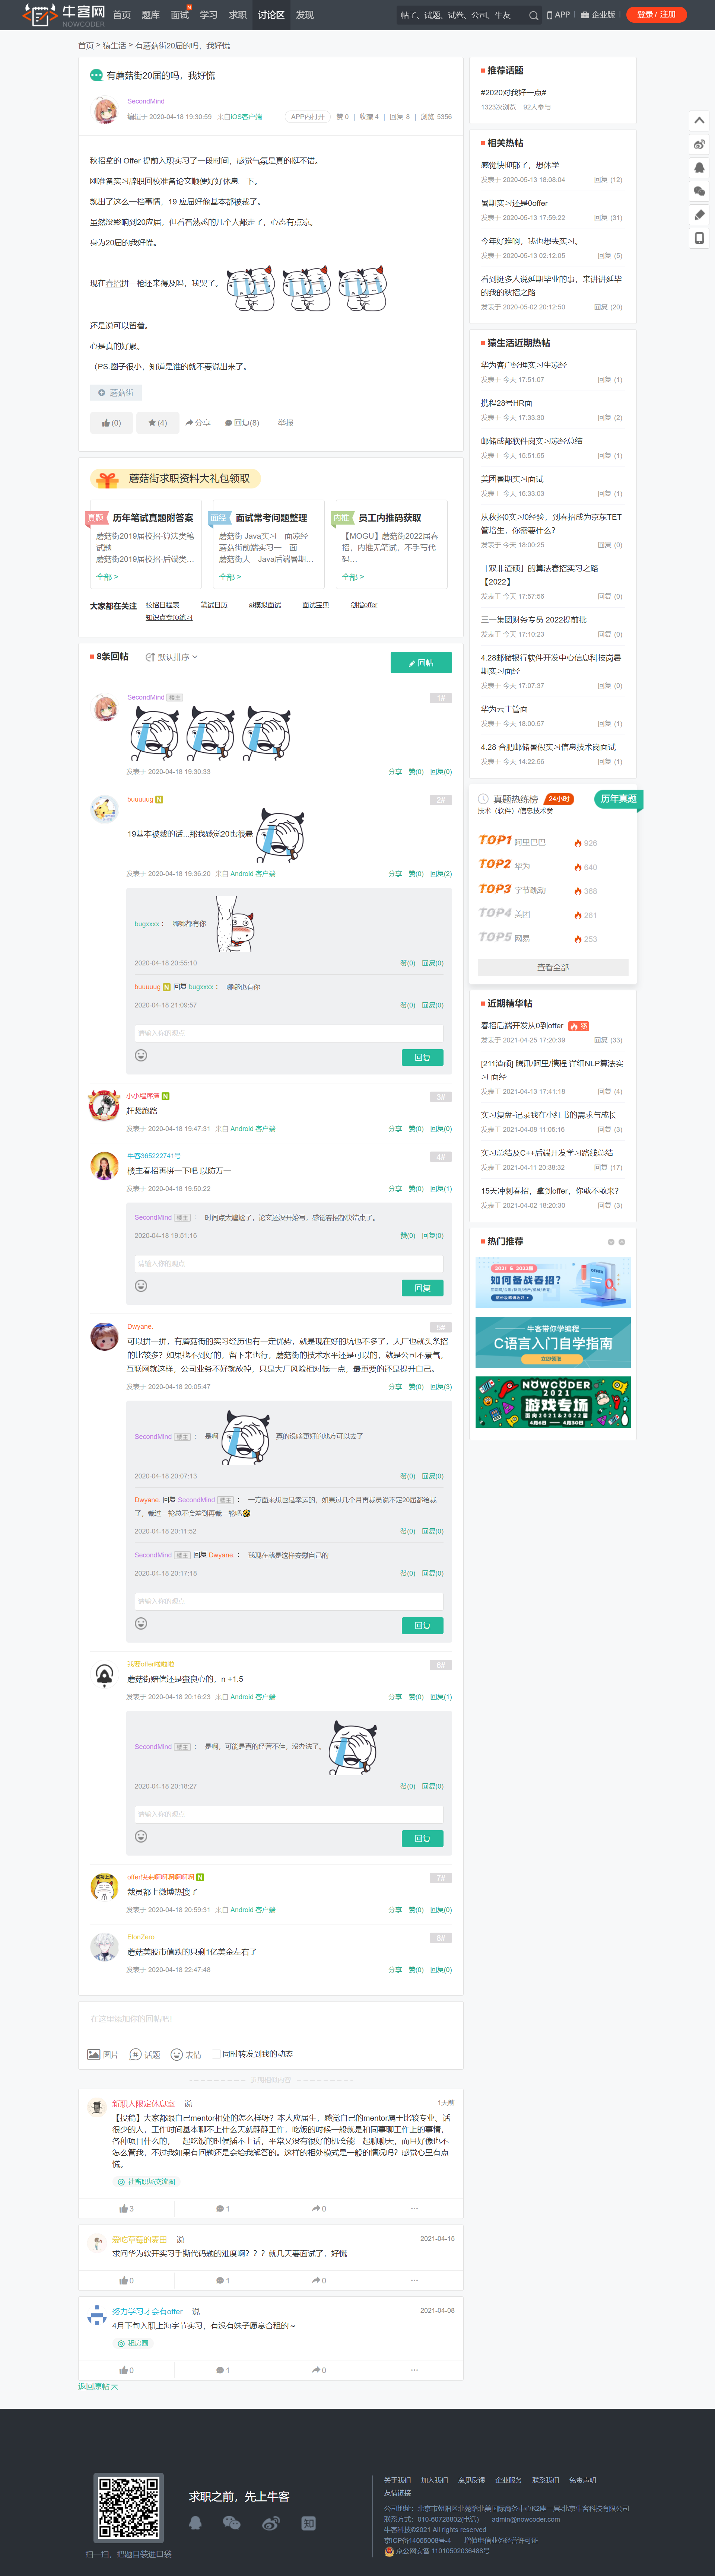 牛客网
NOWCODER
首页 题库 面试 N 学习 求职 讨论区 发现
帖子、试题、试卷、公司、牛友
APP 企业版 登录 / 注册
首页 > 猿生活 > 有蘑菇街20届的吗，我好慌
有蘑菇街20届的吗，我好慌
SecondMind
编辑于 2020-04-18 19:30:59 来自iOS客户端
APP内打开 赞 0 | 收藏 4 | 回复 8 | 浏览 5356
秋招拿的 Offer 提前入职实习了一段时间，感觉气氛是真的挺不错。
刚准备实习辞职回校准备论文顺便好好休息一下。
就出了这么一档事情，19 应届好像基本都被裁了。
虽然没影响到20应届，但看着熟悉的几个人都走了，心态有点凉。
身为20届的我好慌。
现在春招拼一枪还来得及吗，我哭了。
还是说可以留着。
心是真的好累。
（PS.圈子很小，知道是谁的就不要说出来了。
蘑菇街
(0) (4) 分享 回复(8) 举报
蘑菇街求职资料大礼包领取
真题 历年笔试真题附答案
蘑菇街2019届校招-算法类笔试题
蘑菇街2019届校招-后端类...
全部 >
面经 面试常考问题整理
蘑菇街 Java实习一面凉经
蘑菇街前端实习一二面
蘑菇街大三Java后端暑期...
全部 >
内推 员工内推码获取
【MOGU】蘑菇街2022届春招，内推无笔试，不手写代码...
全部 >
大家都在关注 校招日程表 笔试日历 ai模拟面试 面试宝典 剑指offer
知识点专项练习
8条回帖 默认排序 回帖
SecondMind 楼主 1#
发表于 2020-04-18 19:30:33 分享 赞(0) 回复(0)
buuuuug N 2#
19基本被裁的话...那我感觉20也很悬
发表于 2020-04-18 19:36:20 来自 Android 客户端 分享 赞(0) 回复(2)
bugxxxx： 嘟嘟都有你
2020-04-18 20:55:10 赞(0) 回复(0)
buuuuug N 回复 bugxxxx： 嘟嘟也有你
2020-04-18 21:09:57 赞(0) 回复(0)
请输入你的观点
回复
小小程序渣 N 3#
赶紧跑路
发表于 2020-04-18 19:47:31 来自 Android 客户端 分享 赞(0) 回复(0)
牛客365222741号 4#
楼主春招再拼一下吧 以防万一
发表于 2020-04-18 19:50:22 分享 赞(0) 回复(1)
SecondMind 楼主： 时间点太尴尬了，论文还没开始写，感觉春招都快结束了。
2020-04-18 19:51:16 赞(0) 回复(0)
请输入你的观点
回复
Dwyane. 5#
可以拼一拼，有蘑菇街的实习经历也有一定优势，就是现在好的坑也不多了，大厂也就头条招的比较多？如果找不到好的，留下来也行，蘑菇街的技术水平还是可以的，就是公司不景气，互联网就这样，公司业务不好就砍掉，只是大厂风险相对低一点，最重要的还是提升自己。
发表于 2020-04-18 20:05:47 分享 赞(0) 回复(3)
SecondMind 楼主： 是啊 真的没啥更好的地方可以去了
2020-04-18 20:07:13 赞(0) 回复(0)
Dwyane. 回复 SecondMind 楼主： 一方面来想也是幸运的，如果过几个月再裁员说不定20届都给裁了，裁过一轮总不会差到再裁一轮吧
2020-04-18 20:11:52 赞(0) 回复(0)
SecondMind 楼主 回复 Dwyane.： 我现在就是这样安慰自己的
2020-04-18 20:17:18 赞(0) 回复(0)
请输入你的观点
回复
我要offer啦啦啦 6#
蘑菇街赔偿还是蛮良心的，n +1.5
发表于 2020-04-18 20:16:23 来自 Android 客户端 分享 赞(0) 回复(1)
SecondMind 楼主： 是啊，可能是真的经营不佳，没办法了。
2020-04-18 20:18:27 赞(0) 回复(0)
请输入你的观点
回复
offer快来啊啊啊啊啊啊 N 7#
裁员都上微博热搜了
发表于 2020-04-18 20:59:31 来自 Android 客户端 分享 赞(0) 回复(0)
EionZero 8#
蘑菇美股市值跌的只剩1亿美金左右了
发表于 2020-04-18 22:47:48 分享 赞(0) 回复(0)
在这里添加你的回帖吧！
图片 话题 表情 同时转发到我的动态
近期精彩内容
新职人限定休息室 说 1天前
【投稿】大家都跟自己mentor相处的怎么样呀？本人应届生，感觉自己的mentor属于比较专业、话很少的人，工作时间基本聊不上什么天就静静工作，吃饭的时候一般就是和同事聊工作上的事情，各种项目什么的，一起吃饭的时候插不上话，平常又没有很好的机会能一起聊聊天，而且好像也不怎么管我，不过我如果有问题还是会给我解答的。这样的相处模式是一般的情况吗？感觉心里有点慌。
社畜职场交流圈
3 1 0 ...
爱吃草莓的麦田 说 2021-04-15
求问华为软开实习手撕代码题的难度啊？？？就几天要面试了，好慌
0 1 0 ...
努力学习才会有offer 说 2021-04-08
4月下旬入职上海字节实习，有没有妹子愿意合租的～
租房圈
0 1 0 ...
返回原帖
推荐话题
#2020对我好一点#
1323次浏览 92人参与
相关热帖
感觉快抑郁了，想休学
发表于 2020-05-13 18:08:04 回复 (12)
暑期实习还是0offer
发表于 2020-05-13 17:59:22 回复 (31)
今年好难啊，我也想去实习。
发表于 2020-05-13 02:12:05 回复 (5)
看到挺多人说延期毕业的事，来讲讲延毕的我的秋招之路
发表于 2020-05-02 20:12:50 回复 (20)
猿生活近期热帖
华为客户经理实习生凉经
发表于 今天 17:51:07 回复 (1)
携程28号HR面
发表于 今天 17:33:30 回复 (2)
邮储成都软件岗实习凉经总结
发表于 今天 15:51:55 回复 (1)
美团暑期实习面试
发表于 今天 16:33:03 回复 (1)
从秋招0实习0经验，到春招成为京东TET管培生，你需要什么？
发表于 今天 18:00:25 回复 (0)
「双非渣硕」的算法春招实习之路【2022】
发表于 今天 17:57:56 回复 (0)
三一集团财务专员 2022提前批
发表于 今天 17:10:23 回复 (0)
4.28邮储银行软件开发中心信息科技岗暑期实习面经
发表于 今天 17:07:37 回复 (0)
华为云主管面
发表于 今天 18:00:57 回复 (1)
4.28 合肥邮储暑假实习信息技术岗面试
发表于 今天 14:22:56 回复 (1)
真题热练榜 24小时 历年真题
技术（软件）/信息技术类
TOP1 阿里巴巴 926
TOP2 华为 640
TOP3 字节跳动 368
TOP4 美团 261
TOP5 网易 253
查看全部
近期精华帖
春招后端开发从0到offer 热
发表于 2021-04-25 17:20:39 回复 (33)
[211渣硕] 腾讯/阿里/携程 详细NLP算法实习 面经
发表于 2021-04-13 17:41:18 回复 (4)
实习复盘-记录我在小红书的需求与成长
发表于 2021-04-08 11:05:16 回复 (3)
实习总结及C++后端开发学习路线总结
发表于 2021-04-11 20:38:32 回复 (17)
15天冲刺春招，拿到offer，你敢不敢来?
发表于 2021-04-02 18:20:30 回复 (3)
热门推荐
2021 & 2022届
如何备战春招？
牛客带你学编程
C语言入门自学指南
立即领取
NOWCODER
2021
游戏专场
面向2021&2022届
4月6日 —— 4月30日
扫一扫，把题目装进口袋
求职之前，先上牛客
关于我们 加入我们 意见反馈 企业服务 联系我们 免责声明
友情链接
公司地址：北京市朝阳区北苑路北美国际商务中心K2座一层-北京牛客科技有限公司
联系方式：010-60728802(电话) admin@nowcoder.com
牛客科技©2021 All rights reserved
京ICP备14055008号-4 增值电信业务经营许可证
京公网安备 11010502036488号